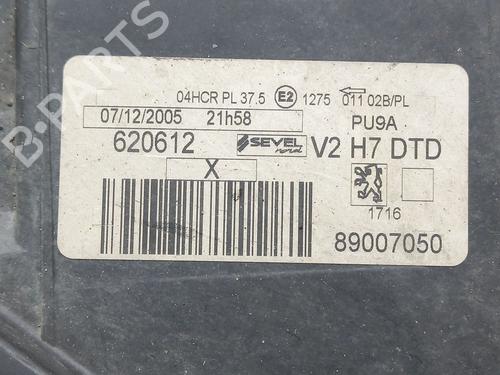 04HCR PL 37.5 E2 1275 011 02B/PL
07/12/2005 21h58 PU9A
620612 SEVEL nord V2 H7 DTD
X
1716
89007050
B-PARTS